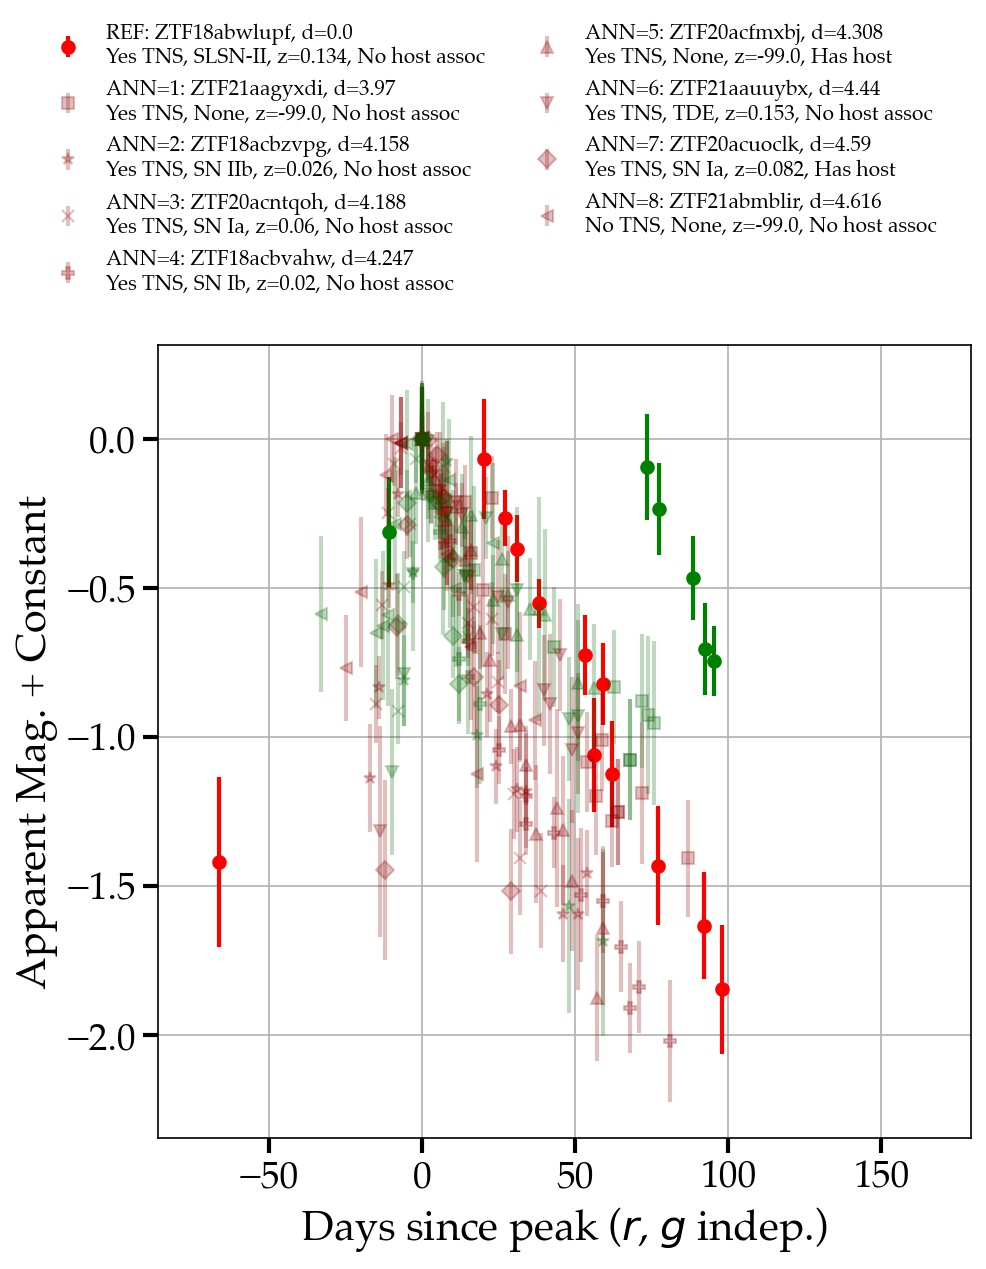 REF: ZTF18abwlupf, d=0.0
Yes TNS, SLSN-II, z=0.134, No host assoc
ANN=1: ZTF21aagyxdi, d=3.97
Yes TNS, None, z=-99.0, No host assoc
ANN=2: ZTF18acbzvpg, d=4.158
Yes TNS, SN IIb, z=0.026, No host assoc
ANN=3: ZTF20acntqoh, d=4.188
Yes TNS, SN Ia, z=0.06, No host assoc
ANN=4: ZTF18acbvahw, d=4.247
Yes TNS, SN Ib, z=0.02, No host assoc
ANN=5: ZTF20acfmxbj, d=4.308
Yes TNS, None, z=-99.0, Has host
ANN=6: ZTF21aauuybx, d=4.44
Yes TNS, TDE, z=0.153, No host assoc
ANN=7: ZTF20acuoclk, d=4.59
Yes TNS, SN Ia, z=0.082, Has host
ANN=8: ZTF21abmblir, d=4.616
No TNS, None, z=-99.0, No host assoc
Apparent Mag. + Constant
0.0
−0.5
−1.0
−1.5
−2.0
−50
0
50
100
150
Days since peak (r, g indep.)